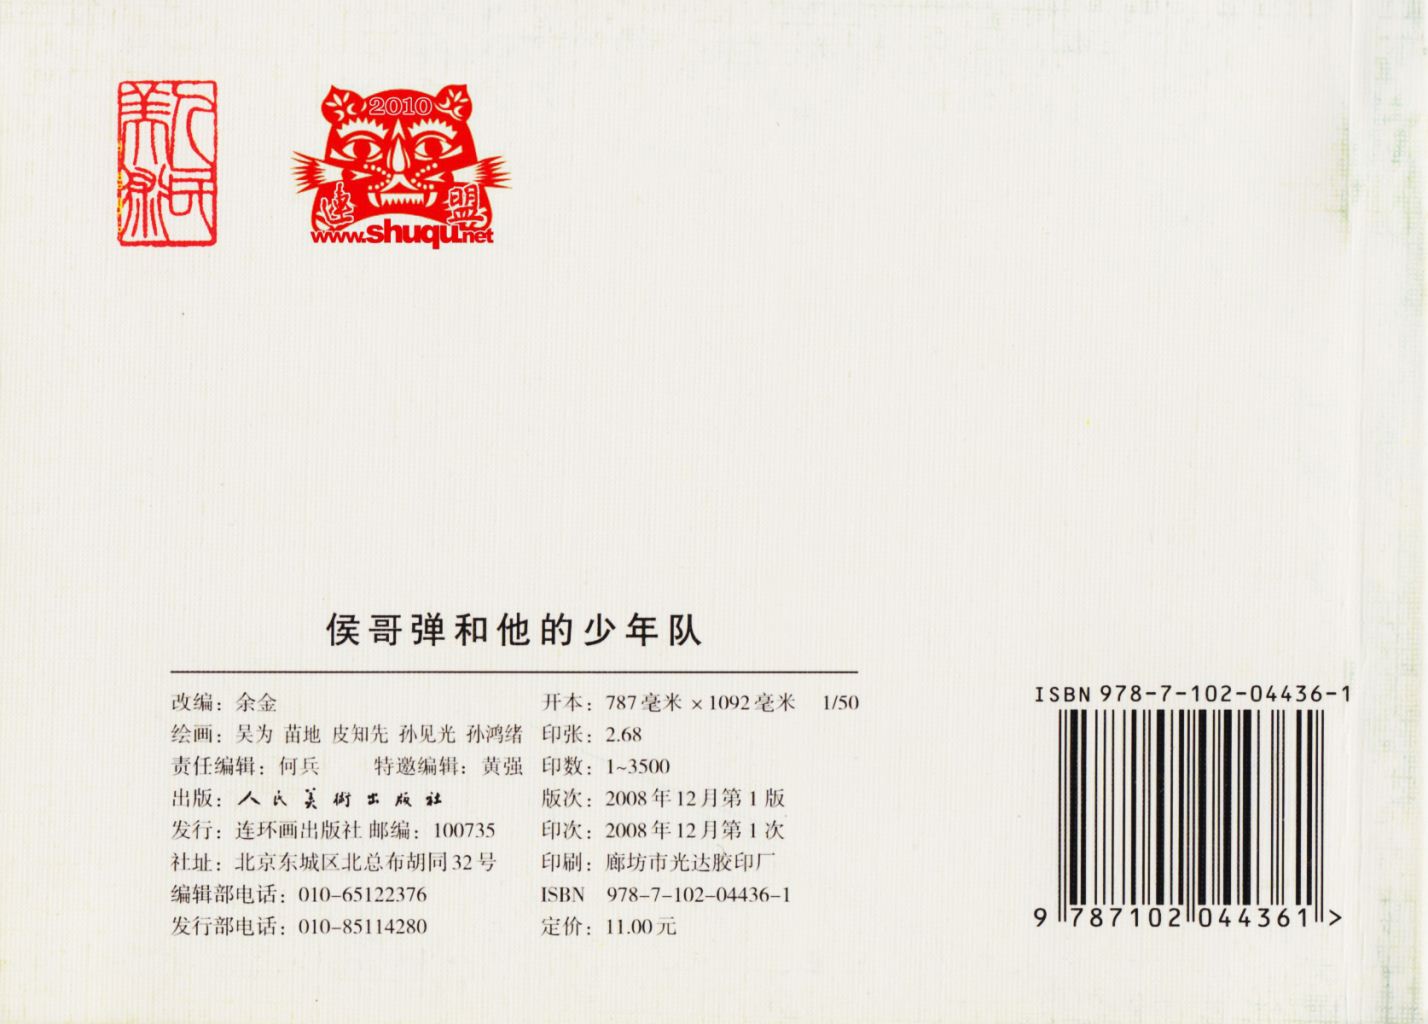 2010
連盟
www.shuqu.net
侯哥弹和他的少年队
改编：余金
绘画：吴为 苗地 皮知先 孙见光 孙鸿绪
责任编辑：何兵 特邀编辑：黄强
出版：人民美術出版社
发行：连环画出版社 邮编：100735
社址：北京东城区北总布胡同32号
编辑部电话：010-65122376
发行部电话：010-85114280
开本：787毫米×1092毫米 1/50
印张：2.68
印数：1~3500
版次：2008年12月第1版
印次：2008年12月第1次
印刷：廊坊市光达胶印厂
ISBN 978-7-102-04436-1
定价：11.00元
ISBN 978-7-102-04436-1
9 787102 044361 >